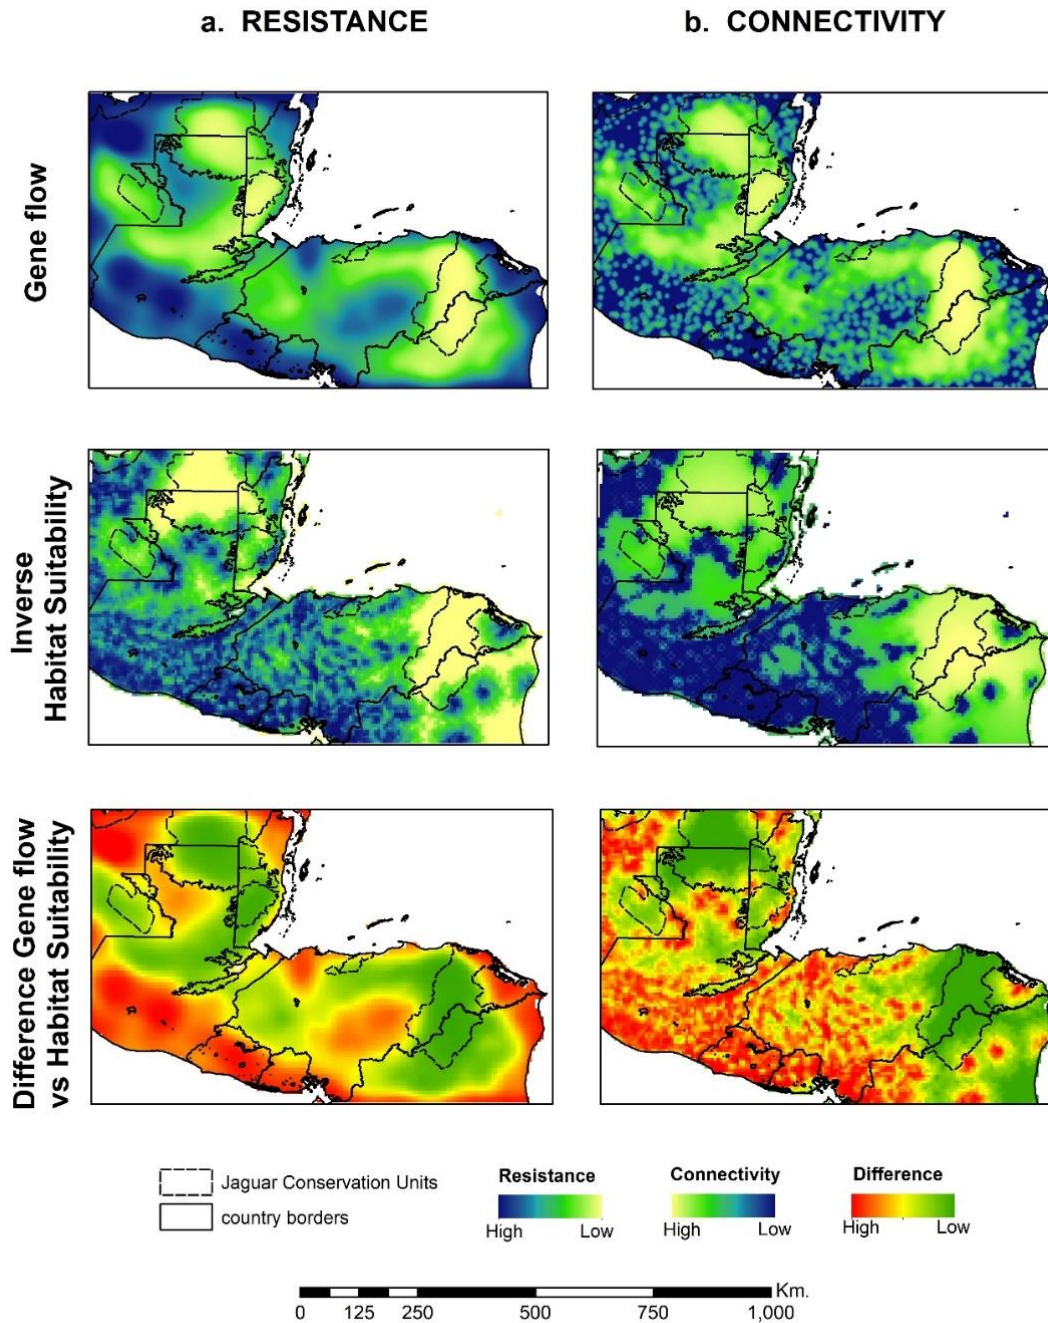 a. RESISTANCE
b. CONNECTIVITY
Gene flow
Inverse
Habitat Suitability
Difference Gene flow
vs Habitat Suitability
Jaguar Conservation Units
country borders
Resistance
High Low
Connectivity
High Low
Difference
High Low
Km.
0 125 250 500 750 1,000